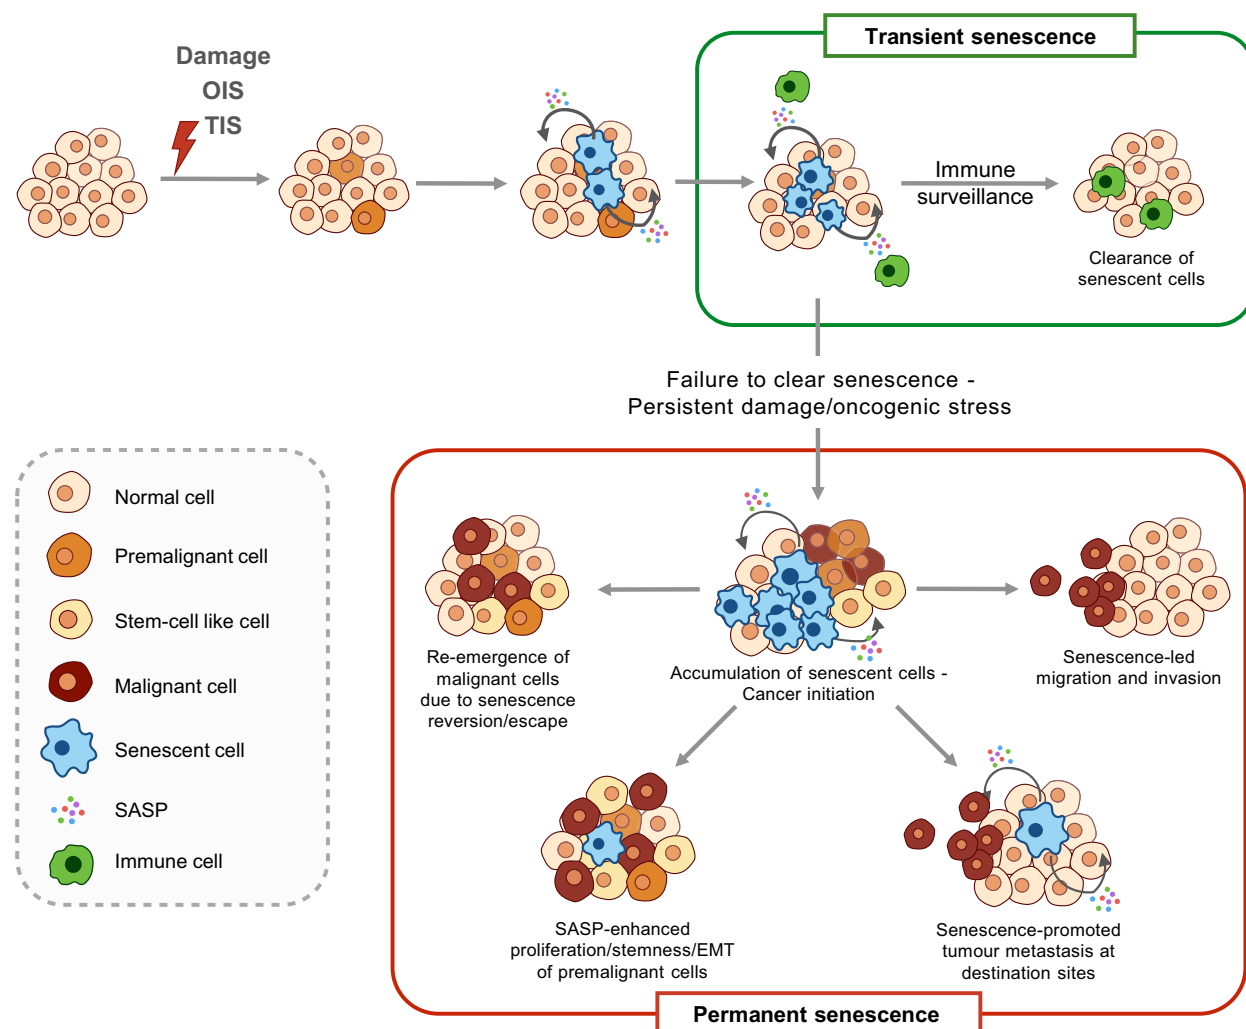 Transient senescence
Damage
OIS
TIS
Immune
surveillance
Clearance of
senescent cells
Failure to clear senescence -
Persistent damage/oncogenic stress
Normal cell
Premalignant cell
Stem-cell like cell
Malignant cell
Senescent cell
SASP
Immune cell
Re-emergence of
malignant cells
due to senescence
reversion/escape
Accumulation of senescent cells -
Cancer initiation
Senescence-led
migration and invasion
SASP-enhanced
proliferation/stemness/EMT
of premalignant cells
Senescence-promoted
tumour metastasis at
destination sites
Permanent senescence